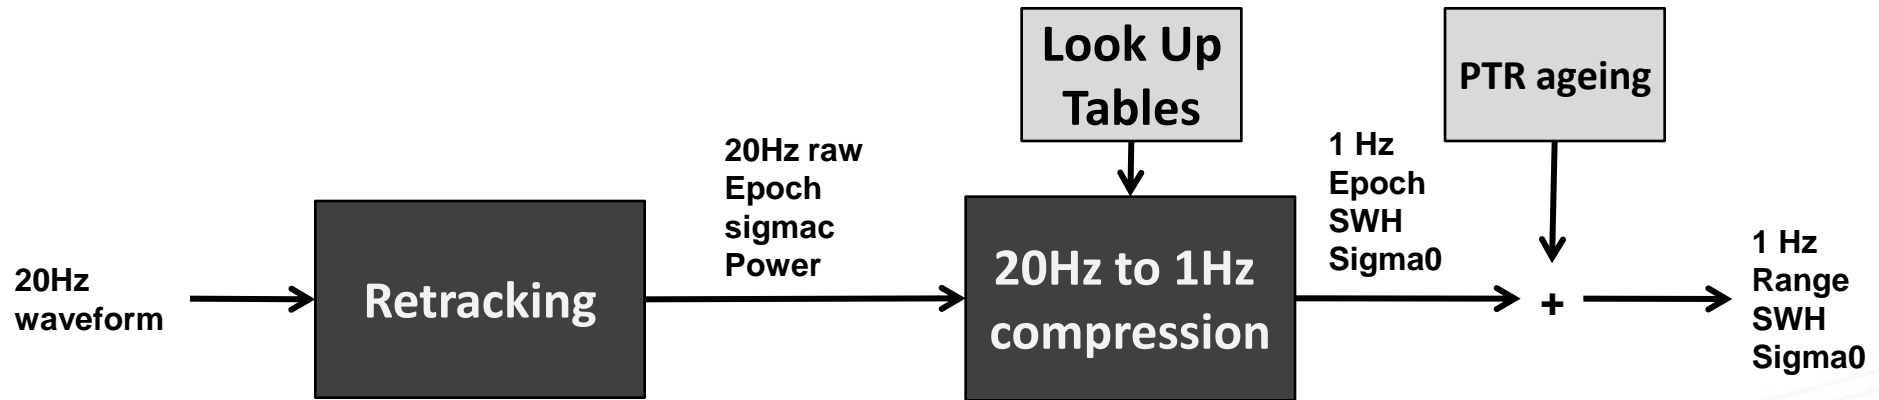 20Hz
waveform
Retracking
20Hz raw
Epoch
sigmac
Power
Look Up
Tables
20Hz to 1Hz
compression
1 Hz
Epoch
SWH
Sigma0
PTR ageing
+
1 Hz
Range
SWH
Sigma0